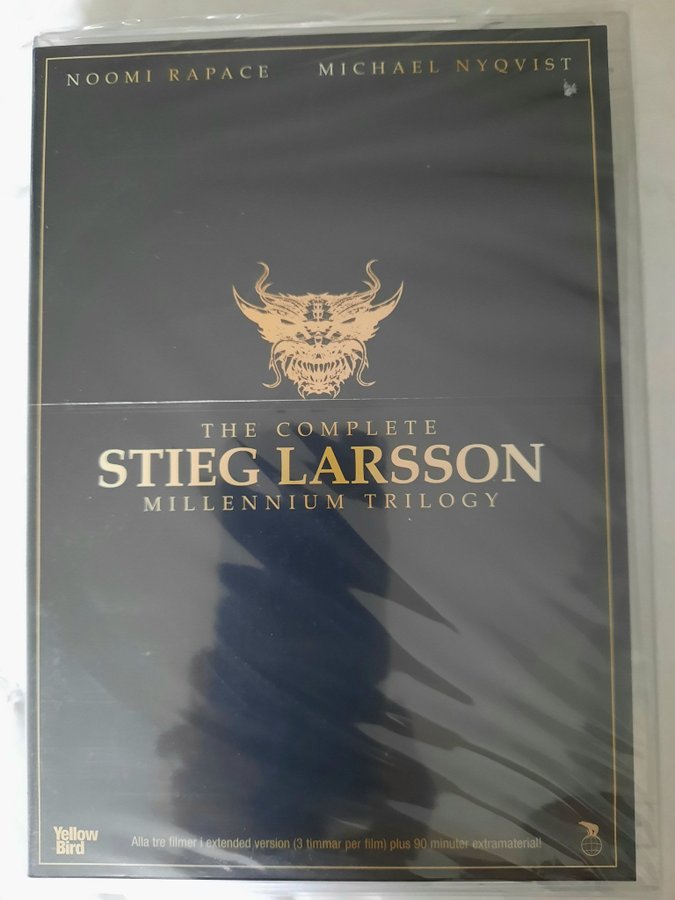 NOOMI RAPACE MICHAEL NYQVIST
THE COMPLETE
STIEG LARSSON
MILLENNIUM TRILOGY
Yellow
Bird
Alla tre filmer i extended version (3 timmar per film) plus 90 minuter extramaterial!